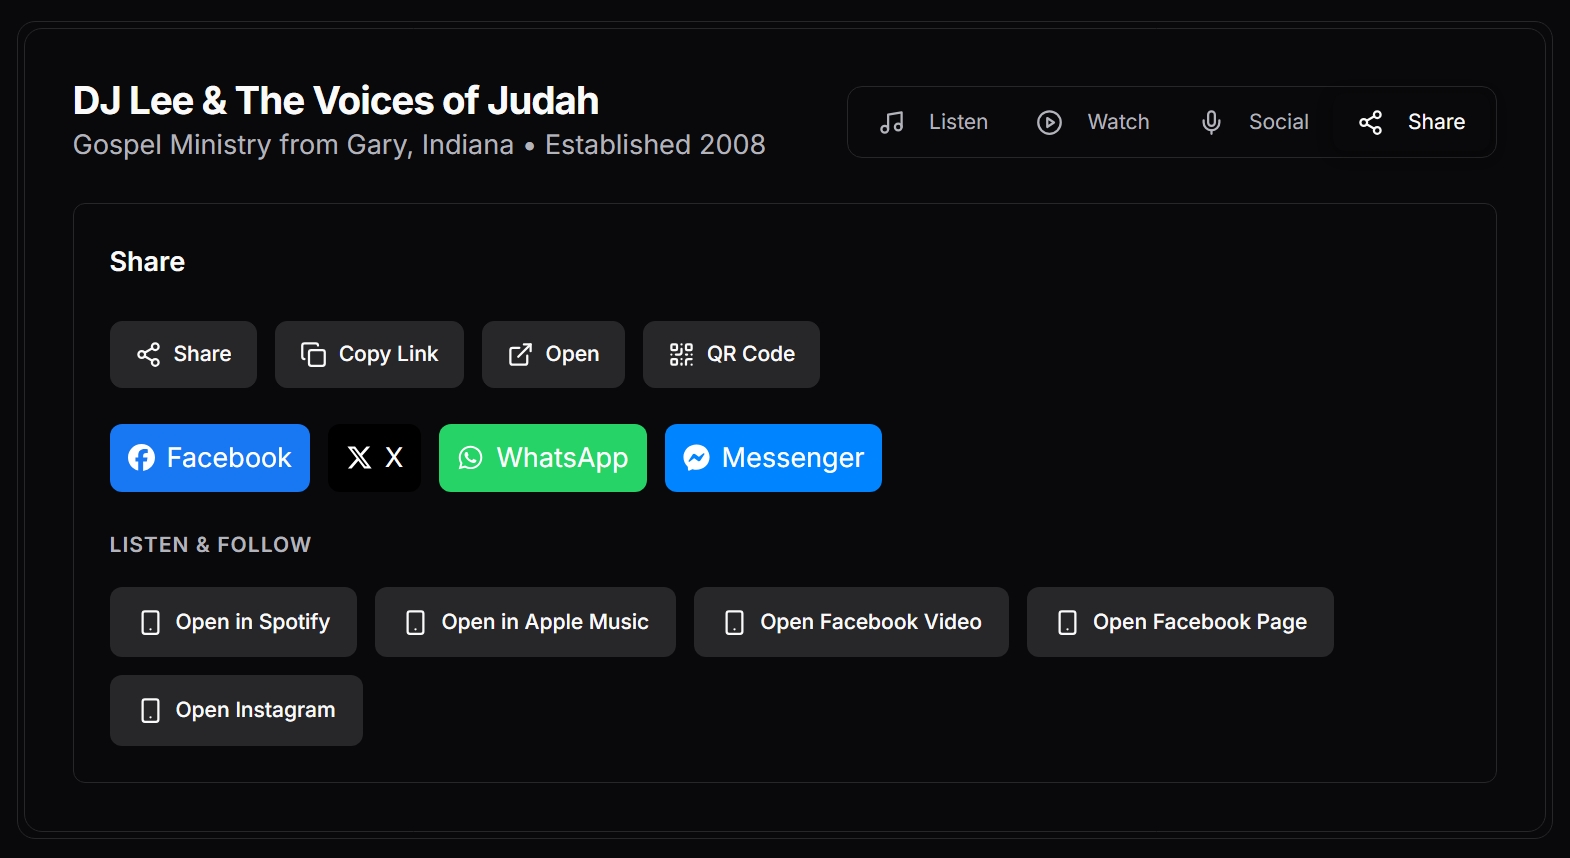 DJ Lee & The Voices of Judah
Gospel Ministry from Gary, Indiana • Established 2008
Listen Watch Social Share
Share
Share Copy Link Open QR Code
Facebook X WhatsApp Messenger
LISTEN & FOLLOW
Open in Spotify Open in Apple Music Open Facebook Video Open Facebook Page
Open Instagram